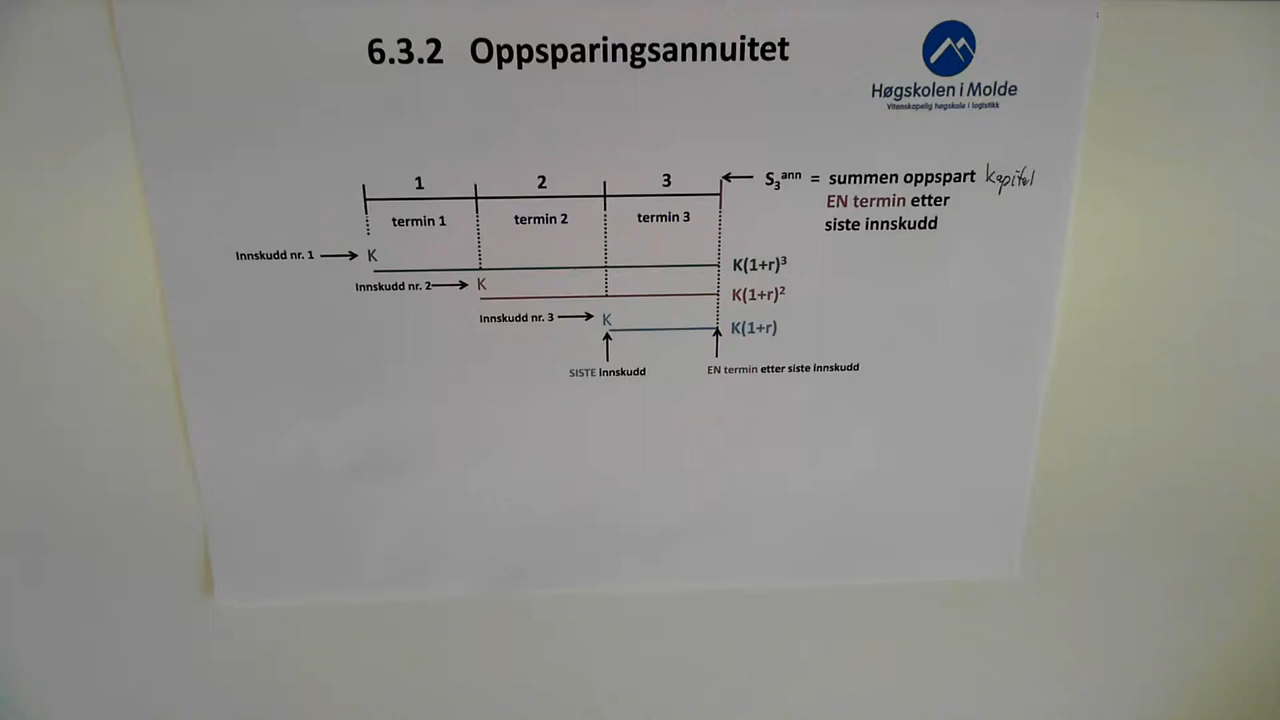 6.3.2 Oppsparingsannuitet
Høgskolen i Molde
Vitenskapelig høgskole i logistikk
1 2 3
← S₃ᵃⁿⁿ = summen oppspart kapitel
EN termin etter
siste innskudd
termin 1 termin 2 termin 3
Innskudd nr. 1 → K
K(1+r)³
Innskudd nr. 2 → K
K(1+r)²
Innskudd nr. 3 → K
K(1+r)
SISTE Innskudd
EN termin etter siste innskudd